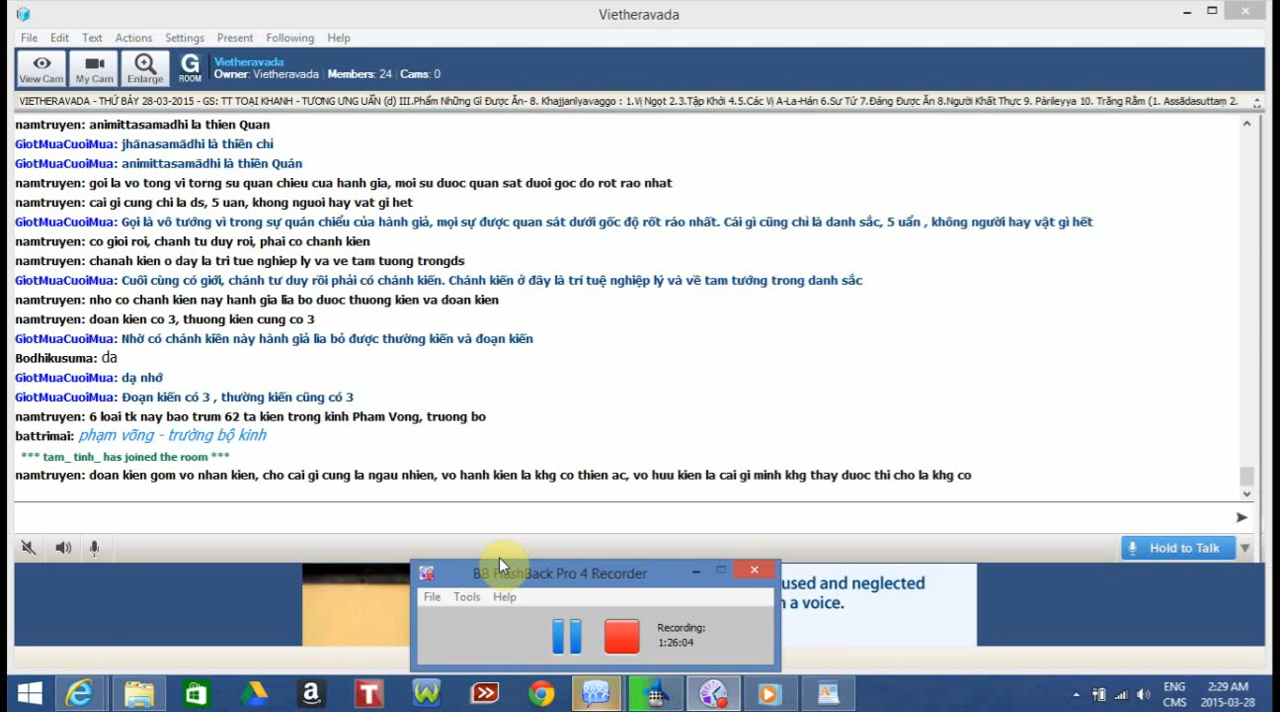 Vietheravada
File Edit Text Actions Settings Present Following Help
View Cam My Cam Enlarge G ROOM Vietheravada
Owner: Vietheravada Members: 24 Cams: 0
VIETHERAVADA - THỨ BẢY 28-03-2015 - GS: TT TOẠI KHANH - TƯƠNG ƯNG UẨN (d) III.Phẩm Những Gì Được Ăn- 8. Khajjaniyavaggo : 1.Vị Ngọt 2.3.Tập Khởi 4.5.Các Vị A-La-Hán 6.Sư Tử 7.Đáng Được Ăn 8.Người Khất Thực 9. Pàrileyya 10. Trăng Rằm (1. Assādasuttaṃ 2.
namtruyen: animittasamadhi la thien Quan
GiotMuaCuoiMua: jhānasamādhi là thiền chỉ
GiotMuaCuoiMua: animittasamādhi là thiền Quán
namtruyen: goi la vo tong vi torng su quan chieu cua hanh gia, moi su duoc quan sat duoi goc do rot rao nhat
namtruyen: cai gi cung chi la ds, 5 uan, khong nguoi hay vat gi het
GiotMuaCuoiMua: Gọi là vô tướng vì trong sự quán chiếu của hành giả, mọi sự được quan sát dưới gốc độ rốt ráo nhất. Cái gì cũng chỉ là danh sắc, 5 uẩn , không người hay vật gì hết
namtruyen: co gioi roi, chanh tu duy roi, phai co chanh kien
namtruyen: chanah kien o day la tri tue nghiep ly va ve tam tuong trongds
GiotMuaCuoiMua: Cuối cùng có giới, chánh tư duy rồi phải có chánh kiến. Chánh kiến ở đây là trí tuệ nghiệp lý và về tam tướng trong danh sắc
namtruyen: nho co chanh kien nay hanh gia lia bo duoc thuong kien va doan kien
namtruyen: doan kien co 3, thuong kien cung co 3
GiotMuaCuoiMua: Nhờ có chánh kiến này hành giả lìa bỏ được thường kiến và đoạn kiến
Bodhikusuma: da
GiotMuaCuoiMua: dạ nhớ
GiotMuaCuoiMua: Đoạn kiến có 3 , thường kiến cũng có 3
namtruyen: 6 loai tk nay bao trum 62 ta kien trong kinh Pham Vong, truong bo
battrimai: phạm võng - trường bộ kinh
*** tam_ tinh_ has joined the room ***
namtruyen: doan kien gom vo nhan kien, cho cai gi cung la ngau nhien, vo hanh kien la khg co thien ac, vo huu kien la cai gi minh khg thay duoc thi cho la khg co
Hold to Talk
BB FlashBack Pro 4 Recorder
File Tools Help
Recording:
1:26:04
used and neglected
a voice.
ENG 2:29 AM
CMS 2015-03-28